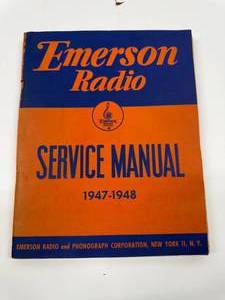 Emerson
Radio
SERVICE MANUAL
1947-1948
EMERSON RADIO and PHONOGRAPH CORPORATION, NEW YORK 11, N. Y.